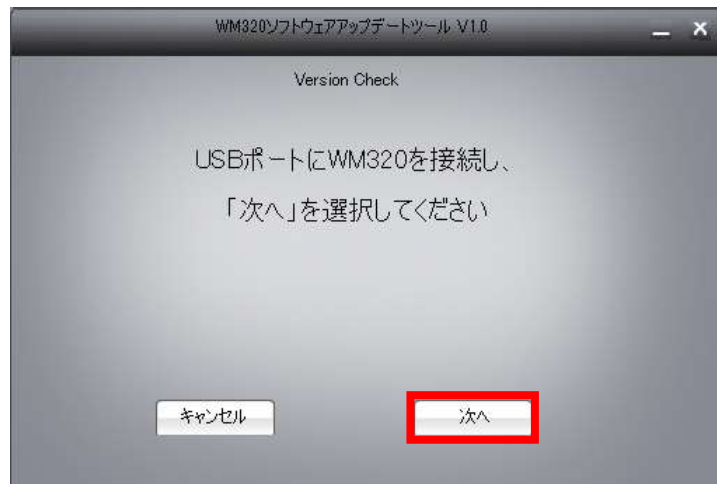 WM320ソフトウェアアップデートツール V1.0
Version Check
USBポートにWM320を接続し、
「次へ」を選択してください
キャンセル
次へ